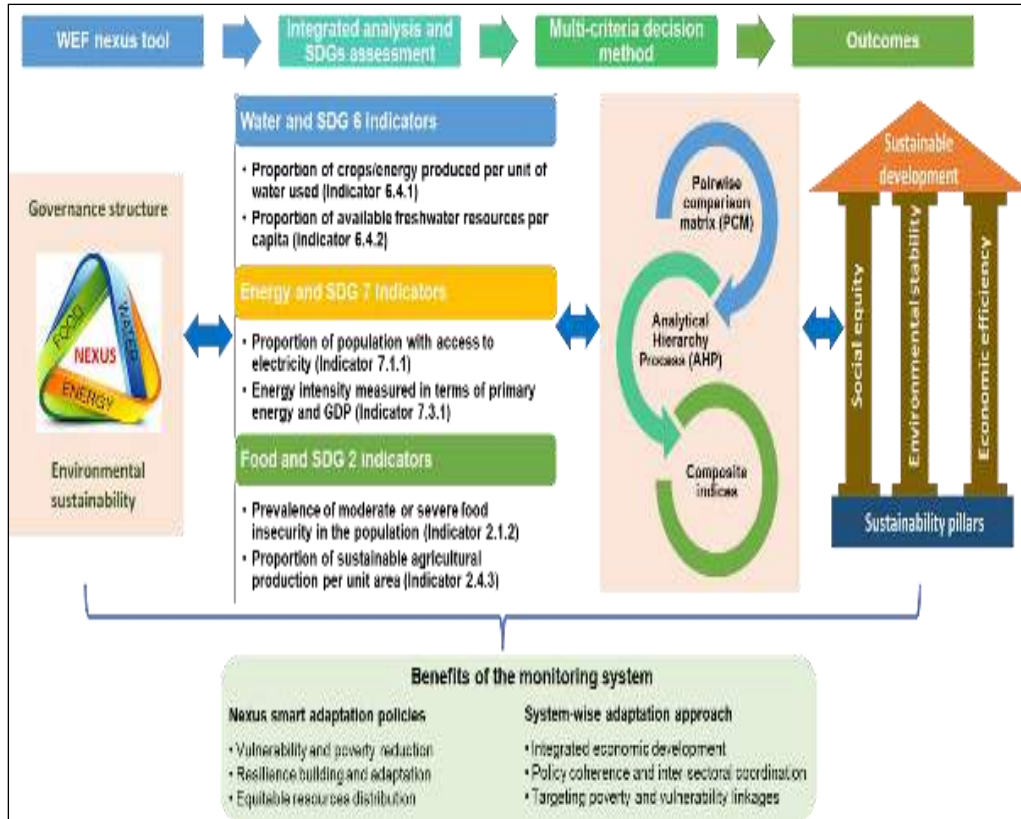 WEF nexus tool
Integrated analysis and
SDGs assessment
Multi-criteria decision
method
Outcomes
Governance structure
FOOD
WATER
NEXUS
ENERGY
Environmental
sustainability
Water and SDG 6 indicators
• Proportion of crops/energy produced per unit of
water used (Indicator 6.4.1)
• Proportion of available freshwater resources per
capita (Indicator 6.4.2)
Energy and SDG 7 Indicators
• Proportion of population with access to
electricity (Indicator 7.1.1)
• Energy intensity measured in terms of primary
energy and GDP (Indicator 7.3.1)
Food and SDG 2 indicators
• Prevalence of moderate or severe food
insecurity in the population (Indicator 2.1.2)
• Proportion of sustainable agricultural
production per unit area (Indicator 2.4.3)
Pairwise
comparison
matrix (PCM)
Analytical
Hierarchy
Process (AHP)
Composite
indices
Sustainable
development
Social equity
Environmental stability
Economic efficiency
Sustainability pillars
Benefits of the monitoring system
Nexus smart adaptation policies
• Vulnerability and poverty reduction
• Resilience building and adaptation
• Equitable resources distribution
System-wise adaptation approach
• Integrated economic development
• Policy coherence and inter sectoral coordination
• Targeting poverty and vulnerability linkages